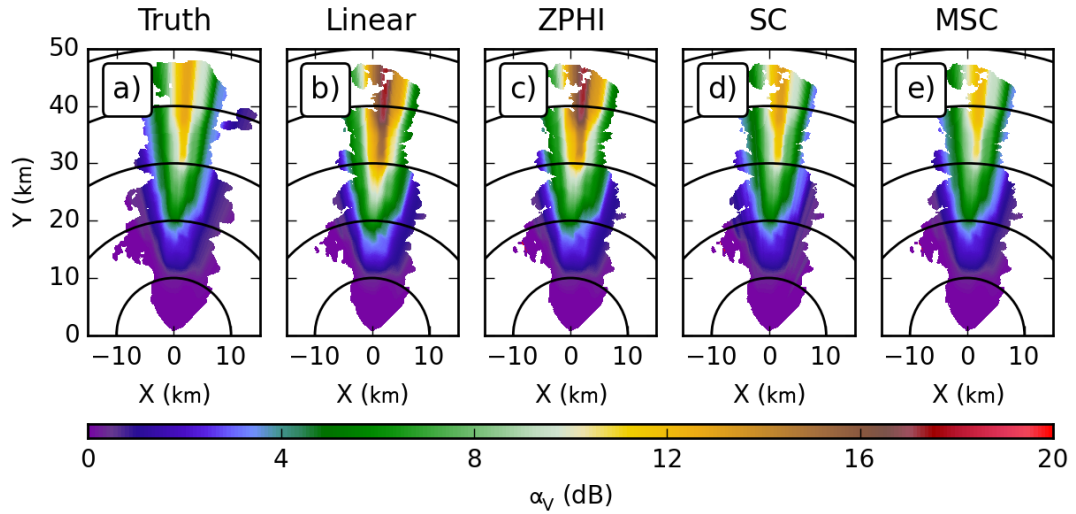 Truth Linear ZPHI SC MSC
50
a) b) c) d) e)
40
30
Y (km)
20
10
0
−10 0 10 −10 0 10 −10 0 10 −10 0 10 −10 0 10
X (km) X (km) X (km) X (km) X (km)
0 4 8 12 16 20
αV (dB)